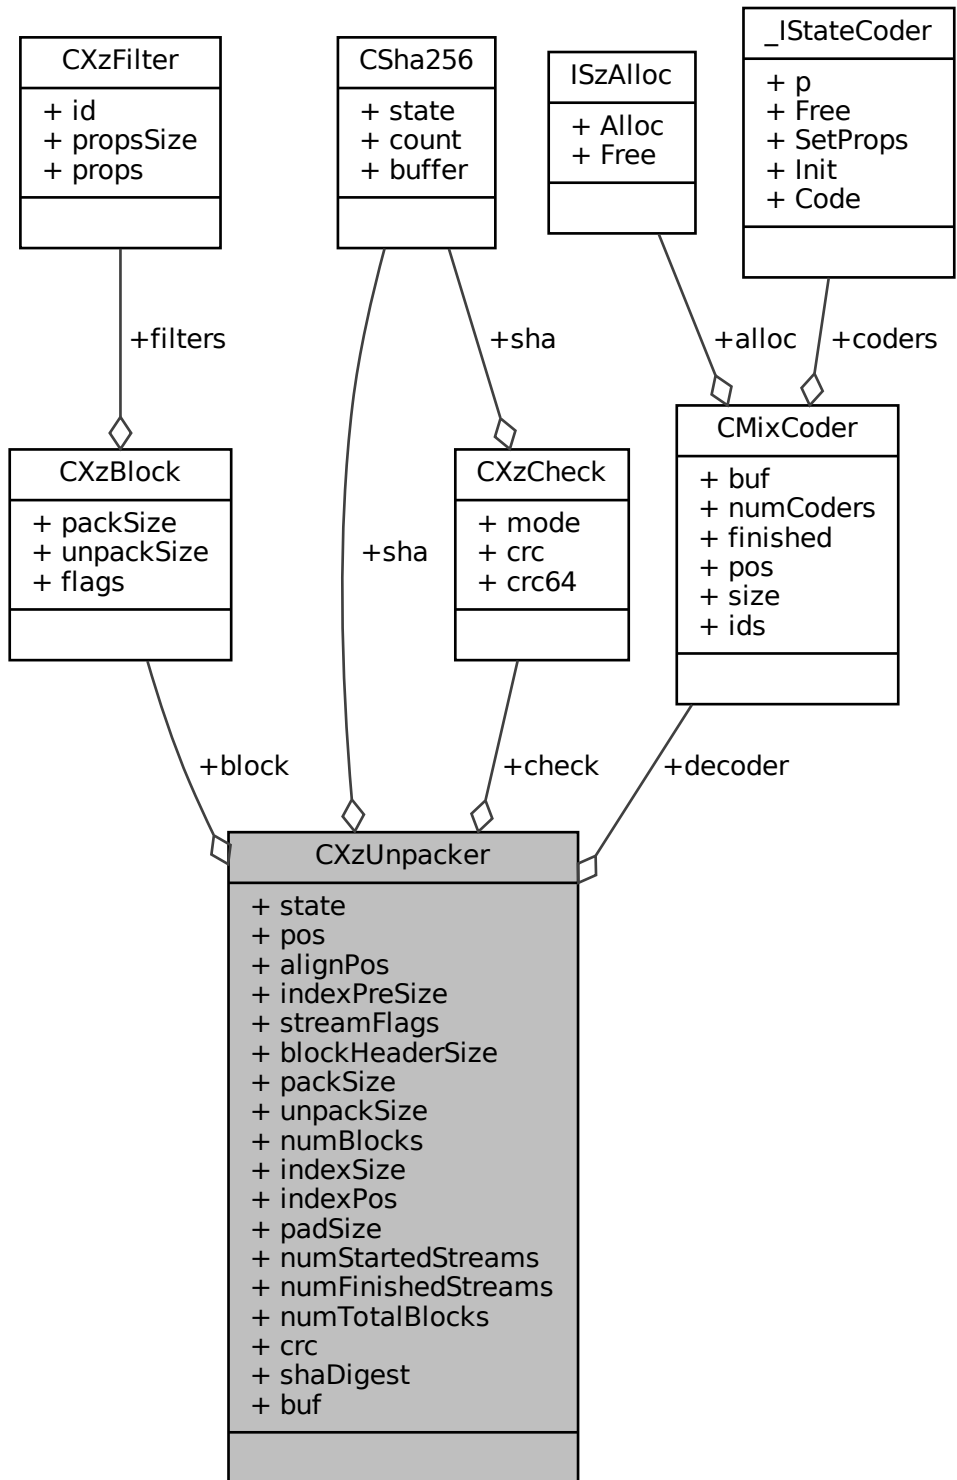 CXzFilter
+ id
+ propsSize
+ props
CSha256
+ state
+ count
+ buffer
ISzAlloc
+ Alloc
+ Free
_IStateCoder
+ p
+ Free
+ SetProps
+ Init
+ Code
+filters
+sha
+alloc
+coders
CXzBlock
+ packSize
+ unpackSize
+ flags
+sha
CXzCheck
+ mode
+ crc
+ crc64
CMixCoder
+ buf
+ numCoders
+ finished
+ pos
+ size
+ ids
+block
+check
+decoder
CXzUnpacker
+ state
+ pos
+ alignPos
+ indexPreSize
+ streamFlags
+ blockHeaderSize
+ packSize
+ unpackSize
+ numBlocks
+ indexSize
+ indexPos
+ padSize
+ numStartedStreams
+ numFinishedStreams
+ numTotalBlocks
+ crc
+ shaDigest
+ buf